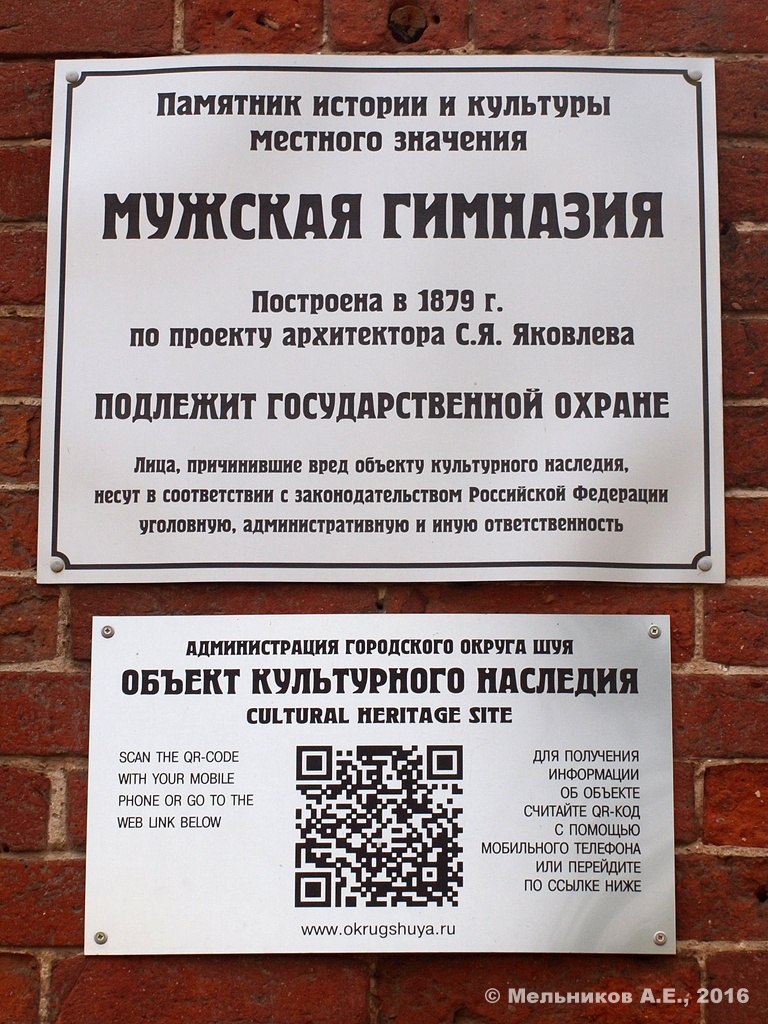 Памятник истории и культуры
местного значения
МУЖСКАЯ ГИМНАЗИЯ
Построена в 1879 г.
по проекту архитектора С.Я. Яковлева
ПОДЛЕЖИТ ГОСУДАРСТВЕННОЙ ОХРАНЕ
Лица, причинившие вред объекту культурного наследия,
несут в соответствии с законодательством Российской Федерации
уголовную, административную и иную ответственность
АДМИНИСТРАЦИЯ ГОРОДСКОГО ОКРУГА ШУЯ
ОБЪЕКТ КУЛЬТУРНОГО НАСЛЕДИЯ
CULTURAL HERITAGE SITE
SCAN THE QR-CODE
WITH YOUR MOBILE
PHONE OR GO TO THE
WEB LINK BELOW
ДЛЯ ПОЛУЧЕНИЯ
ИНФОРМАЦИИ
ОБ ОБЪЕКТЕ
СЧИТАЙТЕ QR-КОД
С ПОМОЩЬЮ
МОБИЛЬНОГО ТЕЛЕФОНА
ИЛИ ПЕРЕЙДИТЕ
ПО ССЫЛКЕ НИЖЕ
www.okrugshuya.ru
© Мельников А.Е., 2016